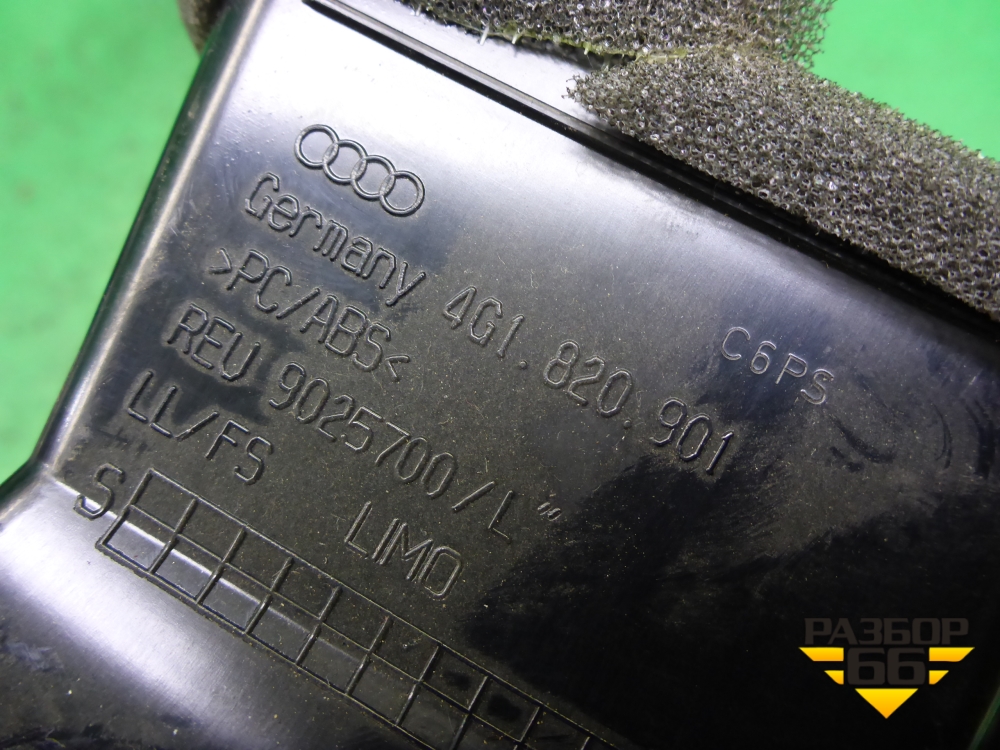 Germany 4G1.820.901
C6PS
>PC/ABS<
REV 9025700/L
LL/FS LIMO
S
РАЗБОР
66